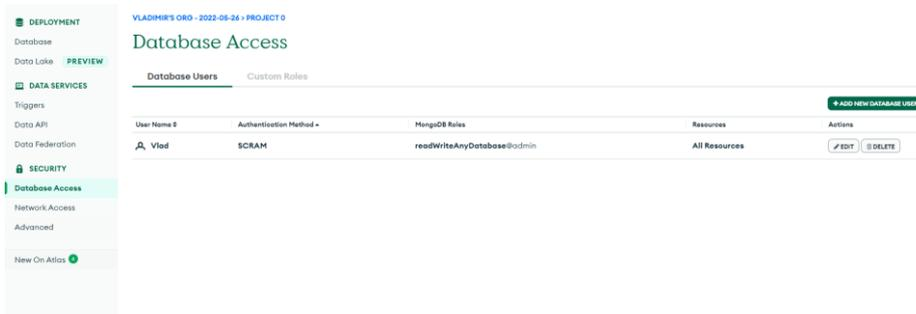 DEPLOYMENT
Database
Data Lake PREVIEW
DATA SERVICES
Triggers
Data API
Data Federation
SECURITY
Database Access
Network Access
Advanced
New On Atlas 4
VLADIMIR'S ORG - 2022-05-26 > PROJECT 0
Database Access
Database Users Custom Roles
+ ADD NEW DATABASE USER
User Name Authentication Method MongoDB Roles Resources Actions
Vlad SCRAM readWriteAnyDatabase@admin All Resources EDIT DELETE